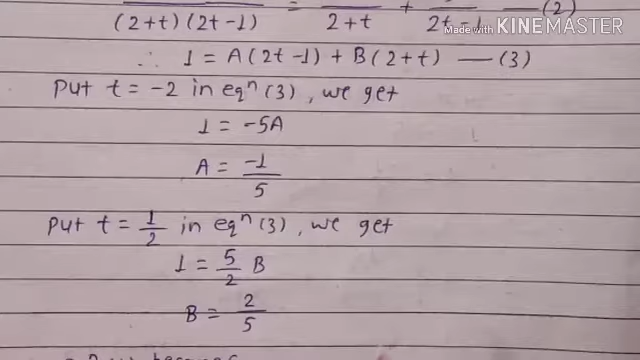 Made with KINEMASTER
(2+t)(2t-1) = 2+t + 2t-1 —(2)
∴ 1 = A(2t-1) + B(2+t) —(3)
Put t = -2 in eqⁿ(3), we get
1 = -5A
A = -1/5
Put t = 1/2 in eqⁿ(3), we get
1 = 5/2 B
B = 2/5